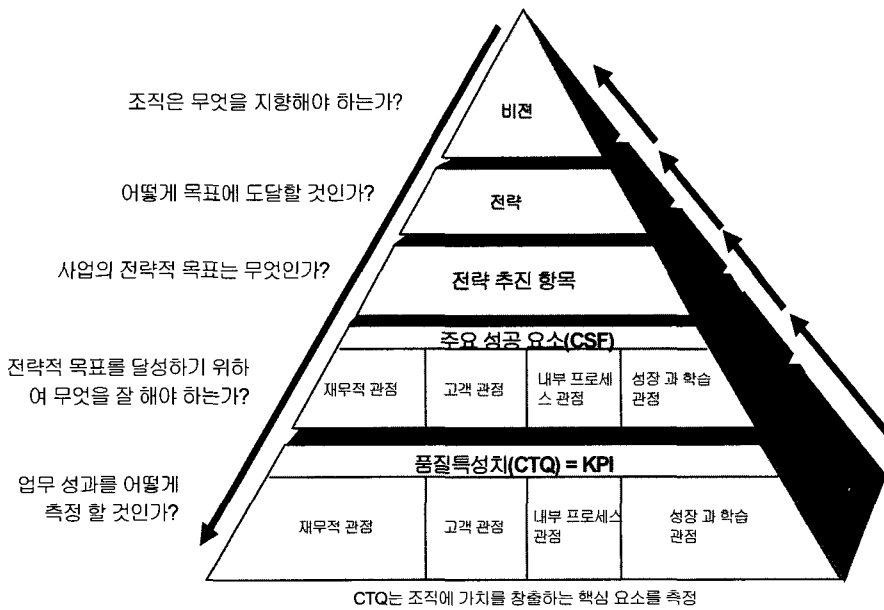 조직은 무엇을 지향해야 하는가?
비젼
어떻게 목표에 도달할 것인가?
전략
사업의 전략적 목표는 무엇인가?
전략 추진 항목
주요 성공 요소(CSF)
전략적 목표를 달성하기 위하
여 무엇을 잘 해야 하는가?
재무적 관점
고객 관점
내부 프로세
스 관점
성장 과 학습
관점
품질특성치(CTQ) = KPI
업무 성과를 어떻게
측정 할 것인가?
재무적 관점
고객 관점
내부 프로세스
관점
성장 과 학습
관점
CTQ는 조직에 가치를 창출하는 핵심 요소를 측정